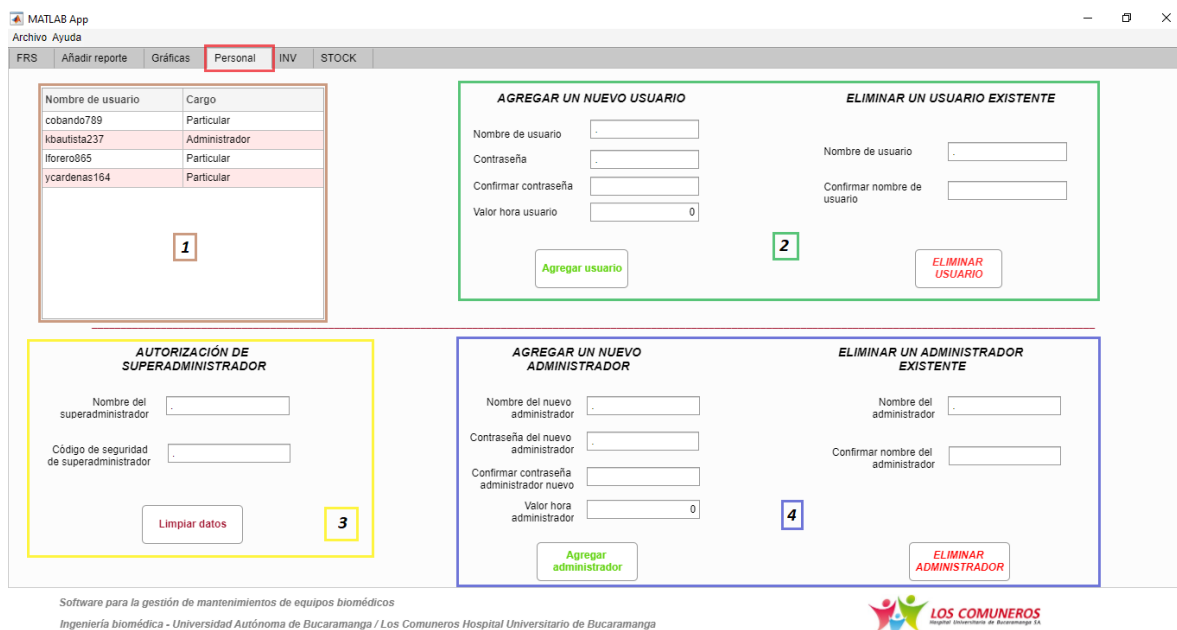 MATLAB App
Archivo Ayuda
FRS Añadir reporte Gráficas Personal INV STOCK
Nombre de usuario Cargo
cobando789 Particular
kbautista237 Administrador
lforero865 Particular
ycardenas164 Particular
1
AGREGAR UN NUEVO USUARIO
Nombre de usuario .
Contraseña .
Confirmar contraseña
Valor hora usuario 0
Agregar usuario
2
ELIMINAR UN USUARIO EXISTENTE
Nombre de usuario .
Confirmar nombre de
usuario
ELIMINAR
USUARIO
AUTORIZACIÓN DE
SUPERADMINISTRADOR
Nombre del
superadministrador .
Código de seguridad
de superadministrador .
Limpiar datos
3
AGREGAR UN NUEVO
ADMINISTRADOR
Nombre del nuevo
administrador .
Contraseña del nuevo
administrador .
Confirmar contraseña
administrador nuevo
Valor hora
administrador 0
Agregar
administrador
4
ELIMINAR UN ADMINISTRADOR
EXISTENTE
Nombre del
administrador .
Confirmar nombre del
administrador
ELIMINAR
ADMINISTRADOR
Software para la gestión de mantenimientos de equipos biomédicos
Ingeniería biomédica - Universidad Autónoma de Bucaramanga / Los Comuneros Hospital Universitario de Bucaramanga
LOS COMUNEROS
Hospital Universitario de Bucaramanga SA